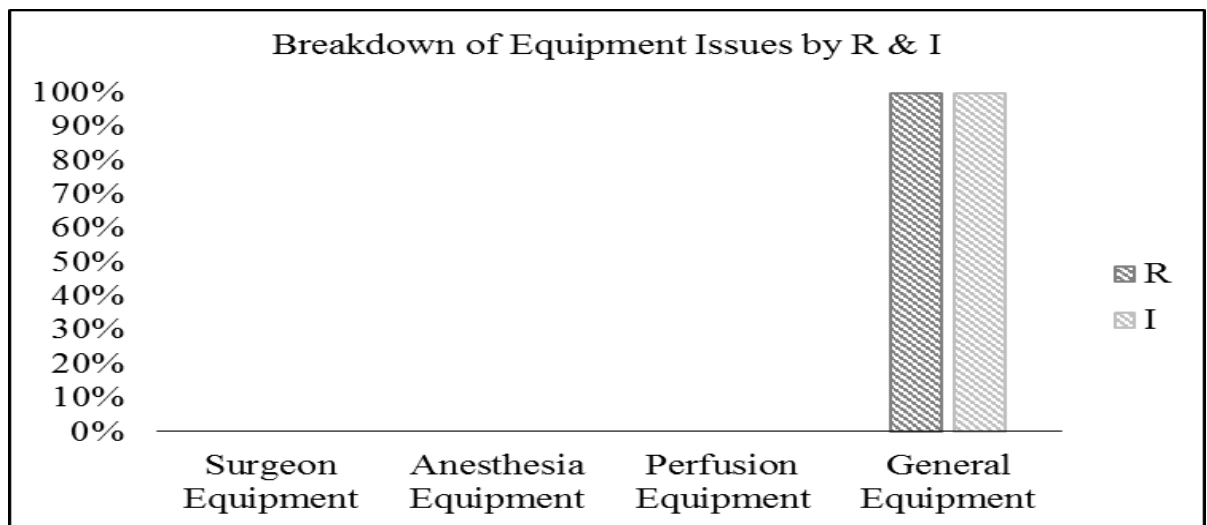 Breakdown of Equipment Issues by R & I
100%
90%
80%
70%
60%
50%
40%
30%
20%
10%
0%
Surgeon Equipment
Anesthesia Equipment
Perfusion Equipment
General Equipment
R
I